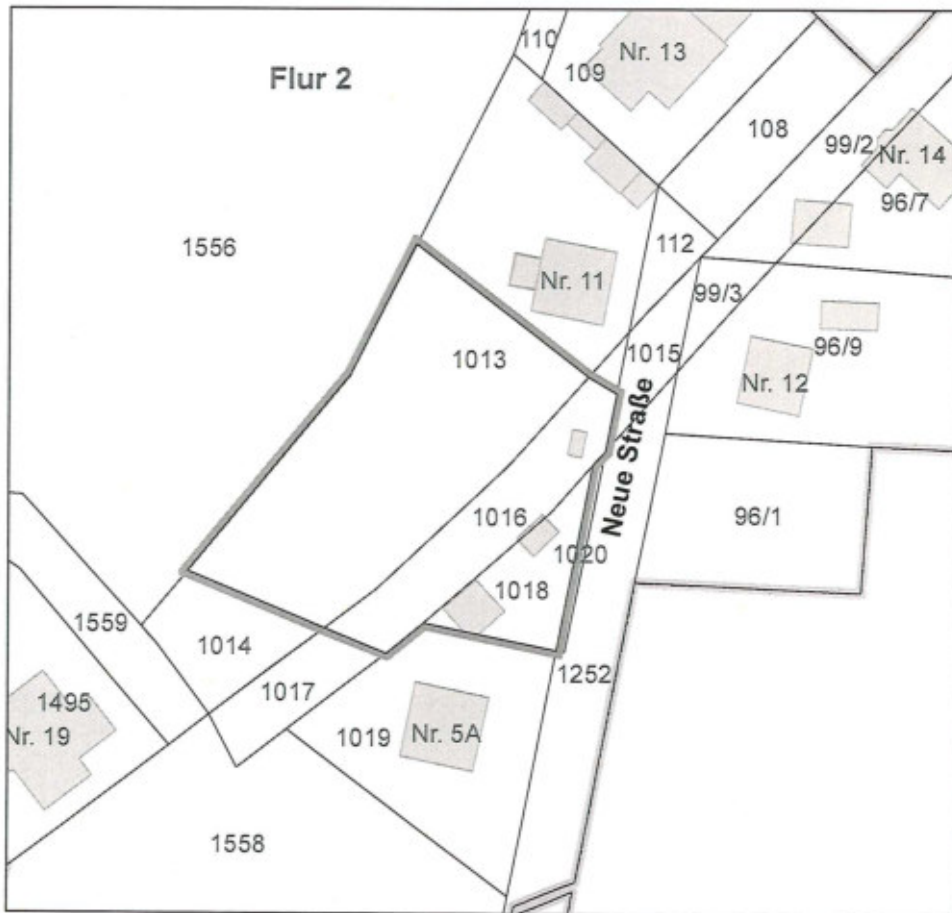 110
Nr. 13
Flur 2
109
108
99/2
Nr. 14
96/7
1556
112
Nr. 11
99/3
1013
1015
96/9
Nr. 12
Neue Straße
1016
96/1
1020
1018
1559
1014
1252
1017
1495
Nr. 19
1019
Nr. 5A
1558